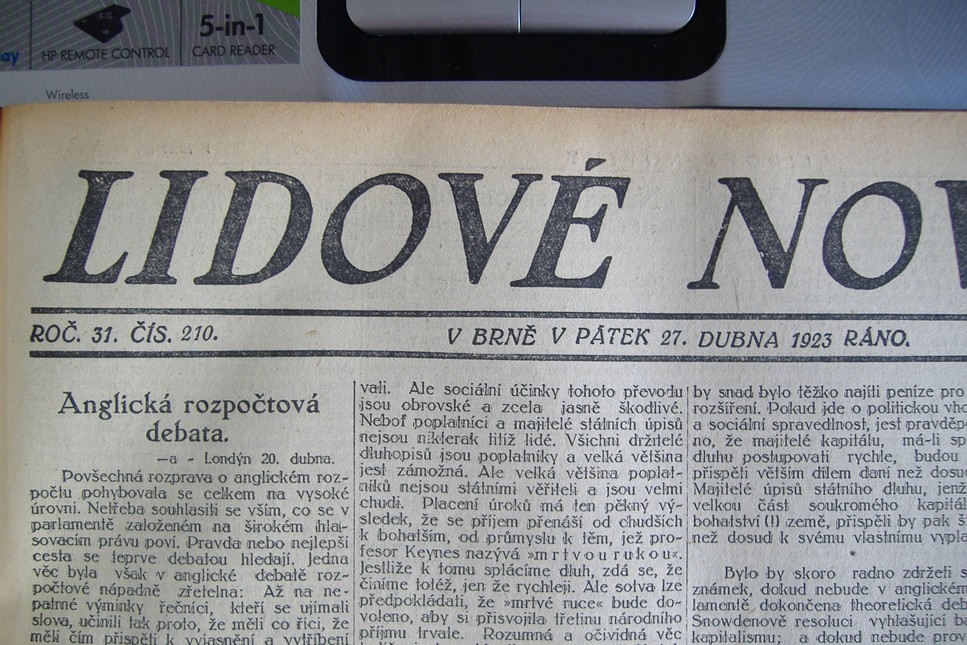 ay
HP REMOTE CONTROL
5-in-1
CARD READER
Wireless
LIDOVÉ NOV
ROČ. 31. ČÍS. 210.
V BRNĚ V PÁTEK 27. DUBNA 1923 RÁNO.
Anglická rozpočtová
debata.
—a - Londýn 20. dubna.
Povšechná rozprava o anglickém roz-
počtu pohybovala se celkem na vysoké
úrovni. Netřeba souhlasiti se vším, co se v
parlamentě založeném na širokém hla-
sovacím právu poví. Pravda nebo nejlepší
cesta se teprve debatou hledají. Jedna
věc byla však v anglické debatě roz-
počtové nápadně zřetelna: Až na ne-
patrné výminky řečníci, kteří se ujímali
slova, učinili tak proto, že měli co říci, že
měli čím přispěti k vyjasnění a vytříbení
vali. Ale sociální účinky tohoto převodu
jsou obrovské a zcela jasně škodlivé.
Neboť poplatníci a majitelé státních úpisů
nejsou nikterak titíž lidé. Všichni držitelé
dluhopisů jsou poplatníky a velká většina
jest zámožná. Ale velká většina poplat-
níků nejsou státními věřiteli a jsou velmi
chudi. Placení úroků má ten pěkný vý-
sledek, že se příjem přenáší od chudších
k bohatším, od průmyslu k těm, jež pro-
fesor Keynes nazývá »mrtvou rukou«.
Jestliže k tomu splácíme dluh, zdá se, že
činíme totéž, jen že rychleji. Ale sotva lze
předpokládati, že »mrtvé ruce« bude do-
voleno, aby si přisvojila třetinu národního
příjmu trvale. Rozumná a očividná věc
by snad bylo těžko najíti peníze pro
rozšíření. Pokud jde o politickou vho
a sociální spravedlnost, jest pravděpo
no, že majitelé kapitálu, má-li sp
dluhu postupovati rychle, budou
přispěti větším dílem daní než dosud
Majitelé úpisů státního dluhu, jenž
velkou část soukromého kapitál
bohatství (!) země, přispěli by pak š
než dosud k svému vlastnímu vypla
*
Bylo by skoro radno zdržeti s
známek, dokud nebude v anglickém
lamentě dokončena theoretická deb
Snowdenově resoluci vyhlašující ba
kapitalismu; a dokud nebude prov